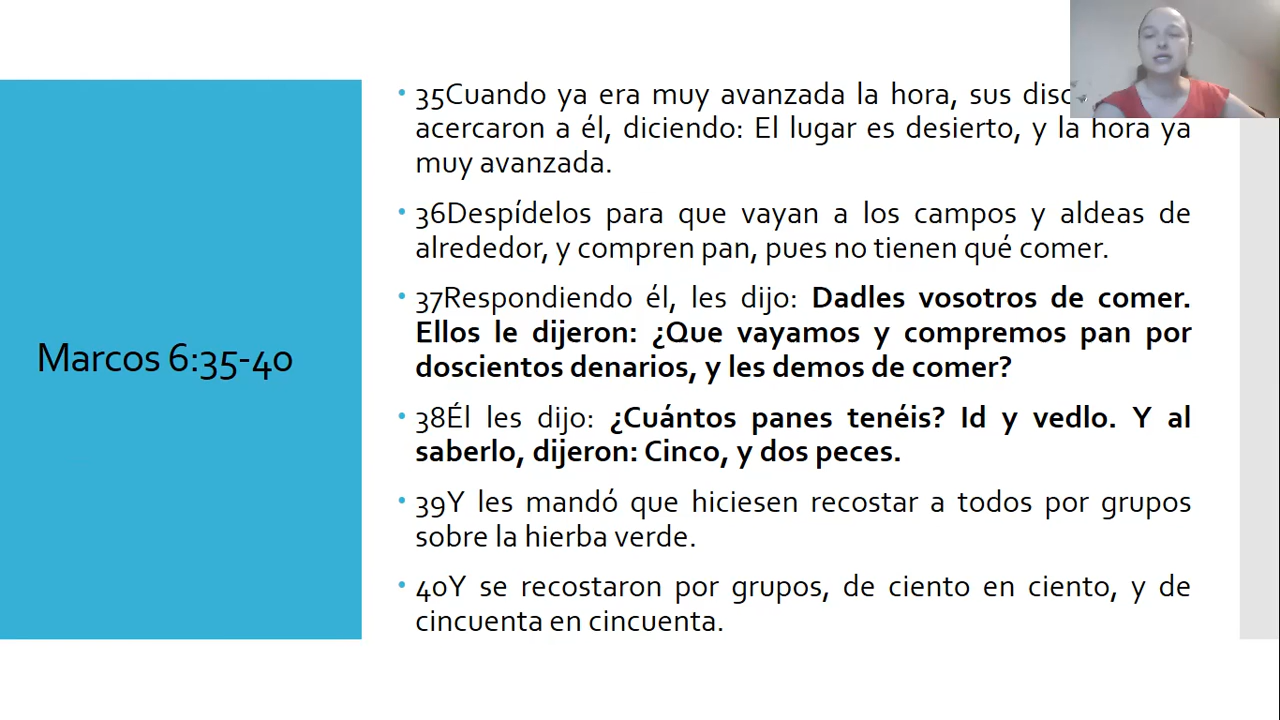 Marcos 6:35-40
• 35Cuando ya era muy avanzada la hora, sus
acercaron a él, diciendo: El lugar es desierto, y la hora ya
muy avanzada.
• 36Despídelos para que vayan a los campos y aldeas de
alrededor, y compren pan, pues no tienen qué comer.
• 37Respondiendo él, les dijo: Dadles vosotros de comer.
Ellos le dijeron: ¿Que vayamos y compremos pan por
doscientos denarios, y les demos de comer?
• 38Él les dijo: ¿Cuántos panes tenéis? Id y vedlo. Y al
saberlo, dijeron: Cinco, y dos peces.
• 39Y les mandó que hiciesen recostar a todos por grupos
sobre la hierba verde.
• 40Y se recostaron por grupos, de ciento en ciento, y de
cincuenta en cincuenta.